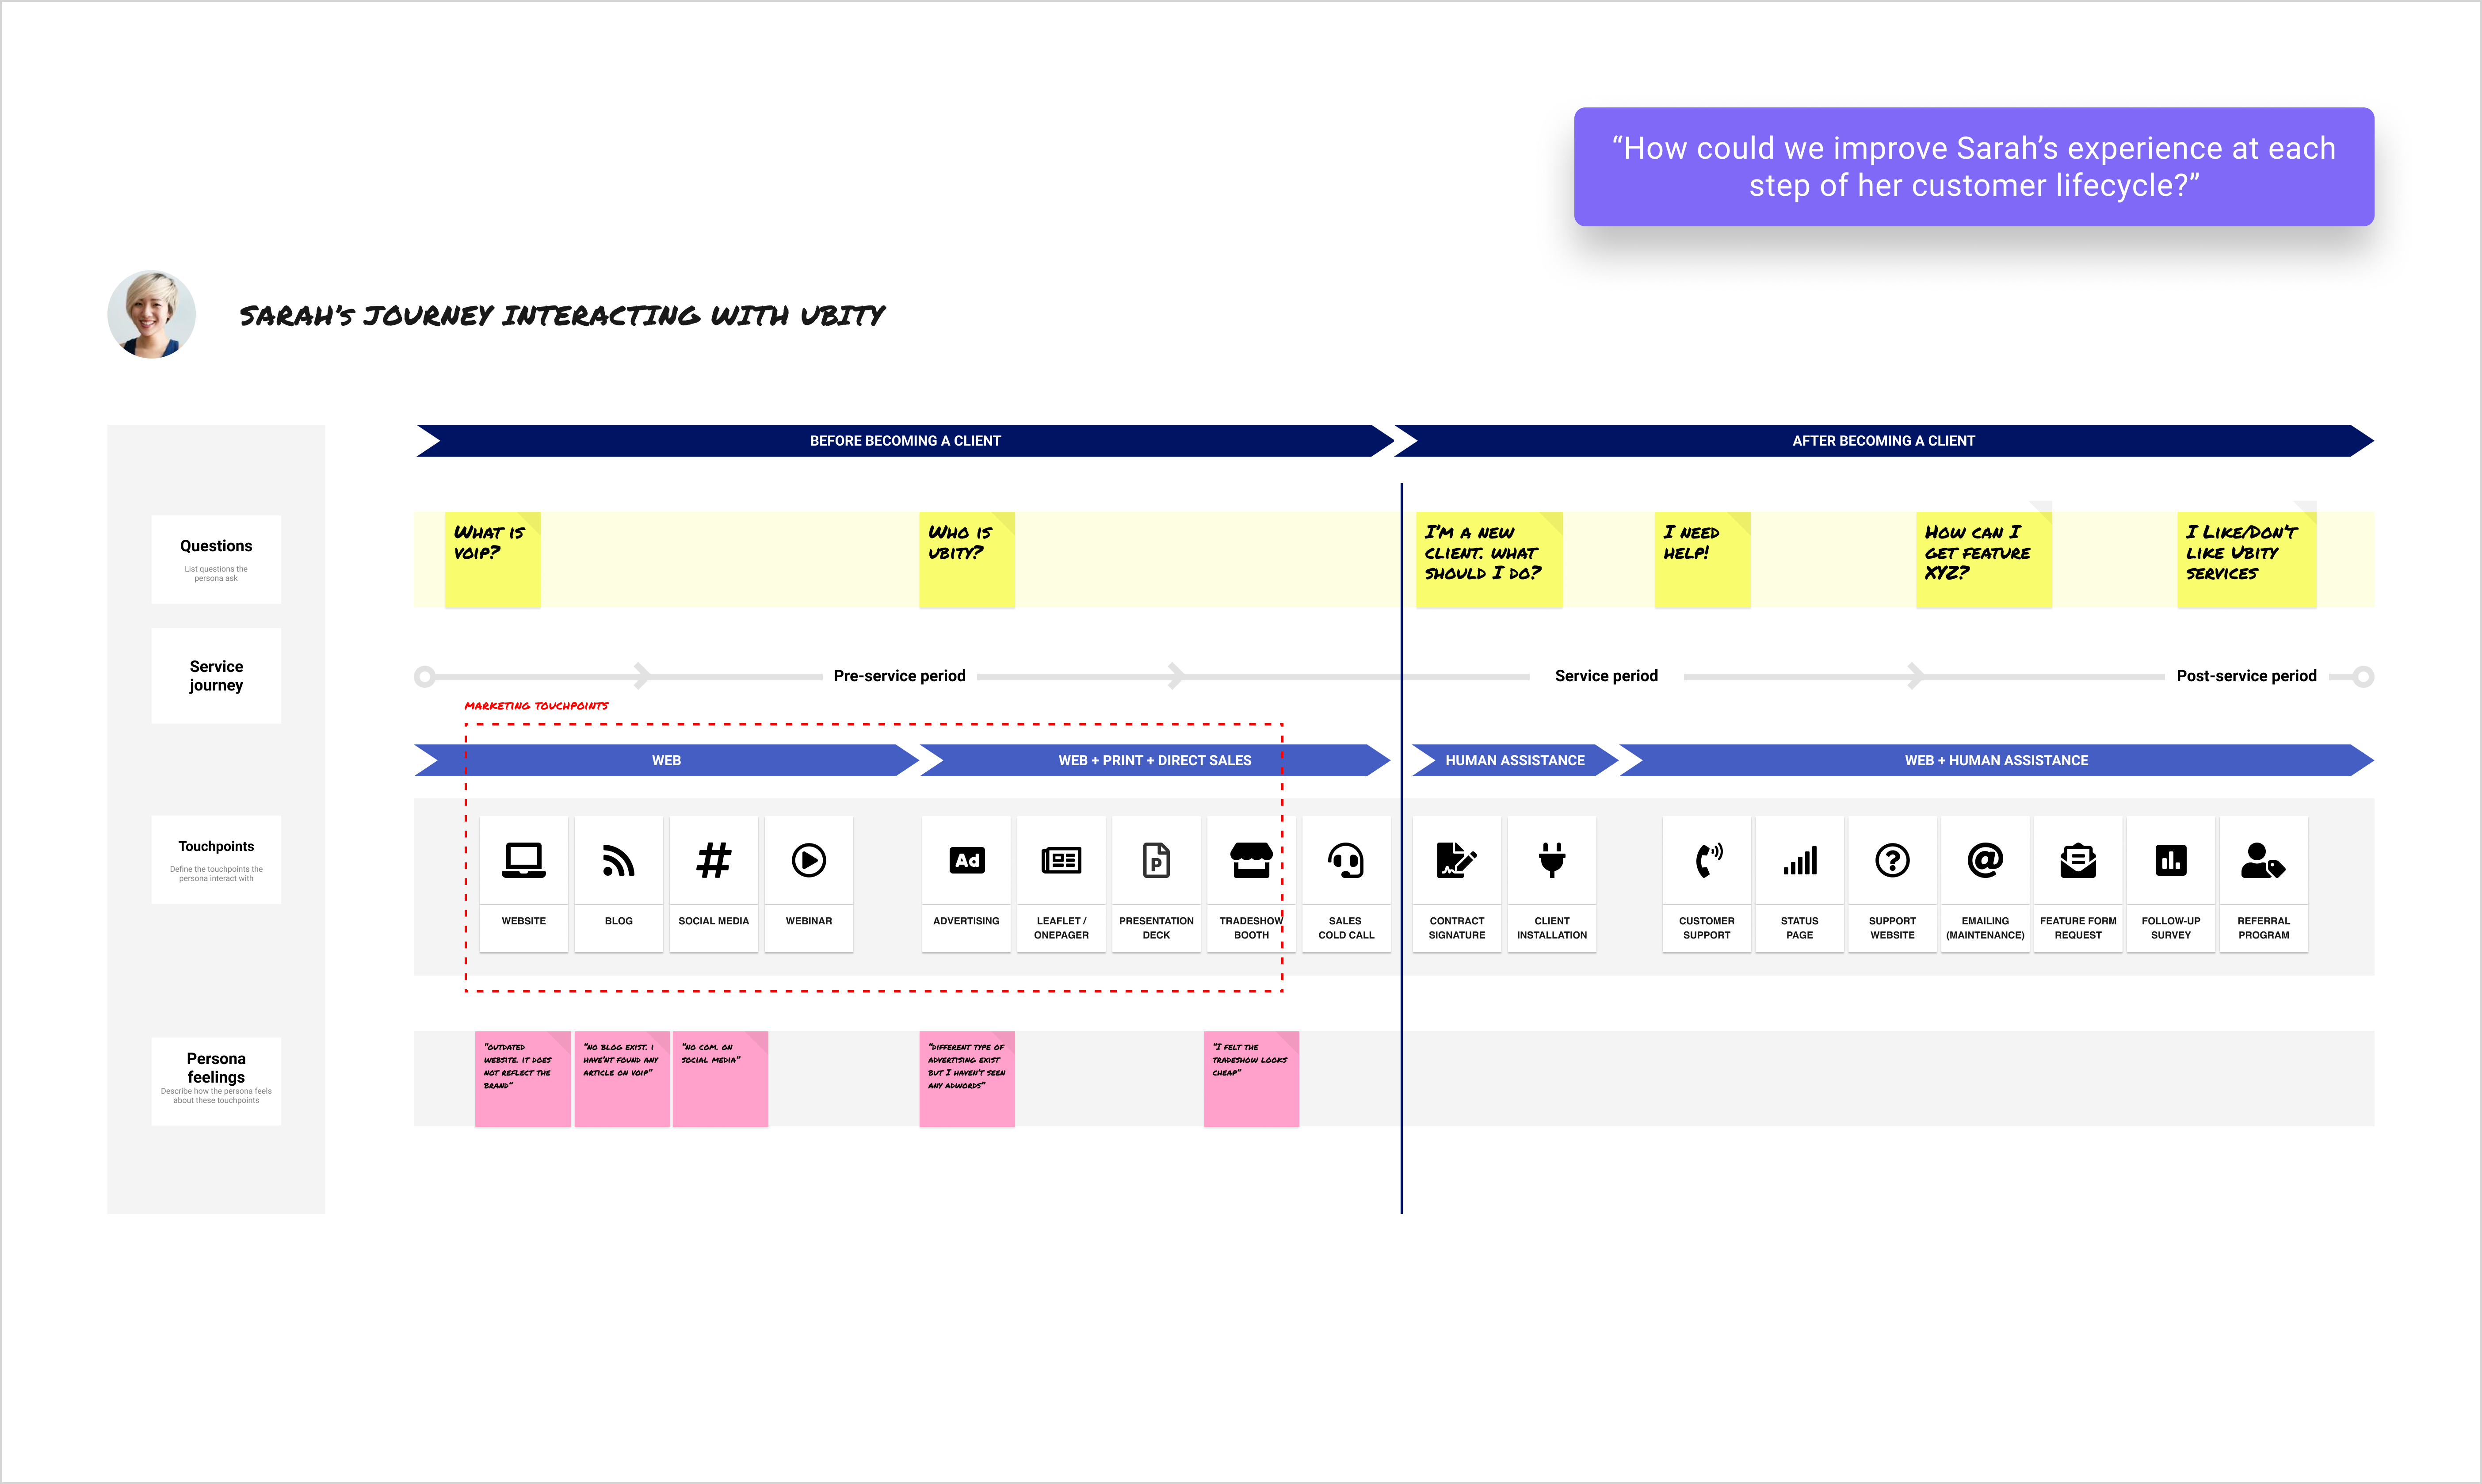 “How could we improve Sarah’s experience at each
step of her customer lifecycle?”
SARAH’S JOURNEY INTERACTING WITH UBITY
BEFORE BECOMING A CLIENT
AFTER BECOMING A CLIENT
Questions
List questions the
persona ask
WHAT IS
VOIP?
WHO IS
UBITY?
I’M A NEW
CLIENT. WHAT
SHOULD I DO?
I NEED
HELP!
HOW CAN I
GET FEATURE
XYZ?
I LIKE/DON’T
LIKE UBITY
SERVICES
Service
journey
Pre-service period
Service period
Post-service period
MARKETING TOUCHPOINTS
WEB
WEB + PRINT + DIRECT SALES
HUMAN ASSISTANCE
WEB + HUMAN ASSISTANCE
Touchpoints
Define the touchpoints the
persona interact with
WEBSITE
BLOG
SOCIAL MEDIA
WEBINAR
Ad
ADVERTISING
LEAFLET /
ONEPAGER
P
PRESENTATION
DECK
TRADESHOW
BOOTH
SALES
COLD CALL
CONTRACT
SIGNATURE
CLIENT
INSTALLATION
CUSTOMER
SUPPORT
STATUS
PAGE
SUPPORT
WEBSITE
EMAILING
(MAINTENANCE)
FEATURE FORM
REQUEST
FOLLOW-UP
SURVEY
REFERRAL
PROGRAM
Persona
feelings
Describe how the persona feels
about these touchpoints
"OUTDATED
WEBSITE. IT DOES
NOT REFLECT THE
BRAND"
"NO BLOG EXIST. I
HAVE'NT FOUND ANY
ARTICLE ON VOIP"
"NO COM. ON
SOCIAL MEDIA"
"DIFFERENT TYPE OF
ADVERTISING EXIST
BUT I HAVEN'T SEEN
ANY ADWORDS"
"I FELT THE
TRADESHOW LOOKS
CHEAP"